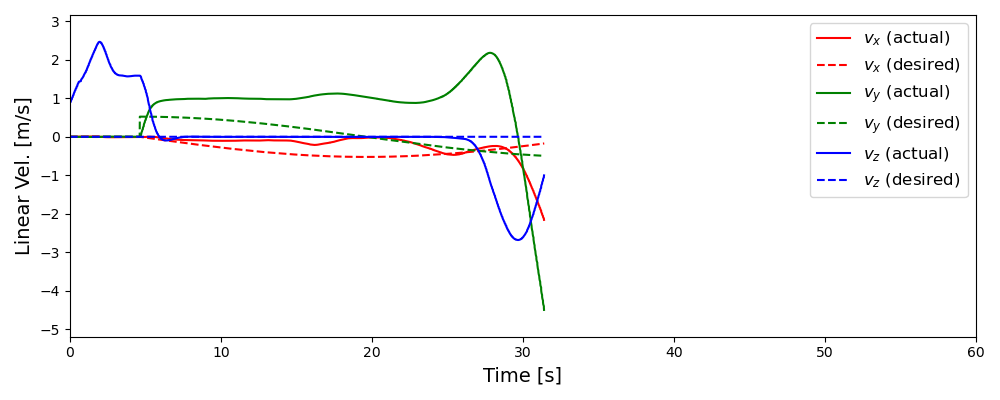 3
2
1
0
−1
−2
−3
−4
−5
Linear Vel. [m/s]
0 10 20 30 40 50 60
Time [s]
v_x (actual)
v_x (desired)
v_y (actual)
v_y (desired)
v_z (actual)
v_z (desired)